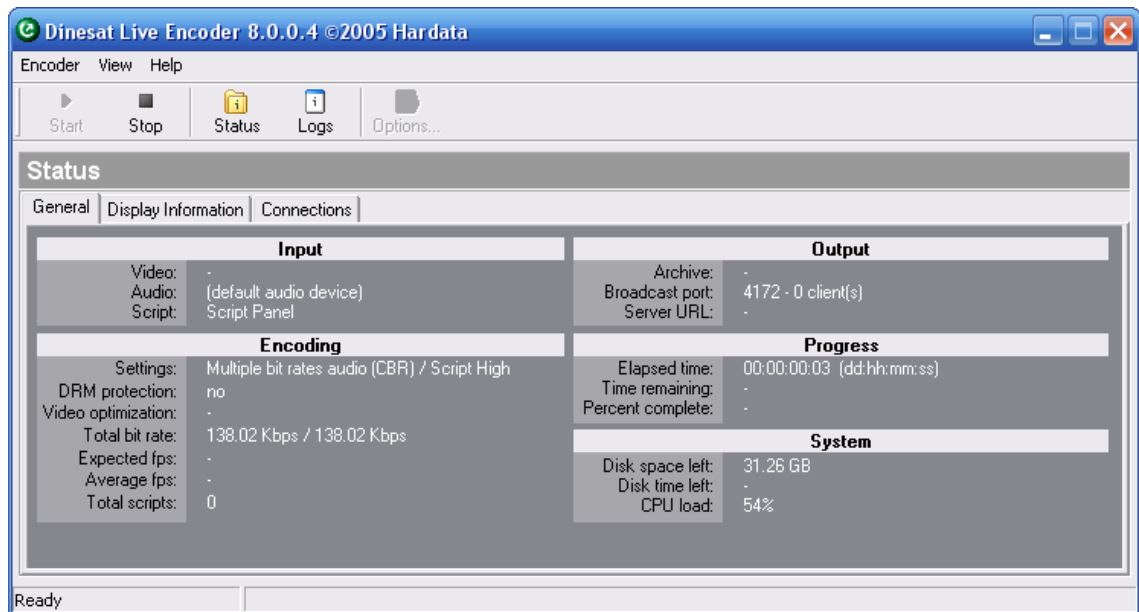 Dinesat Live Encoder 8.0.0.4 ©2005 Hardata
Encoder View Help
Start Stop Status Logs Options...
Status
General Display Information Connections
Input
Video: -
Audio: (default audio device)
Script: Script Panel
Encoding
Settings: Multiple bit rates audio (CBR) / Script High
DRM protection: no
Video optimization: -
Total bit rate: 138.02 Kbps / 138.02 Kbps
Expected fps: -
Average fps: -
Total scripts: 0
Output
Archive: -
Broadcast port: 4172 - 0 client(s)
Server URL: -
Progress
Elapsed time: 00:00:00:03 (dd:hh:mm:ss)
Time remaining: -
Percent complete: -
System
Disk space left: 31.26 GB
Disk time left: -
CPU load: 54%
Ready